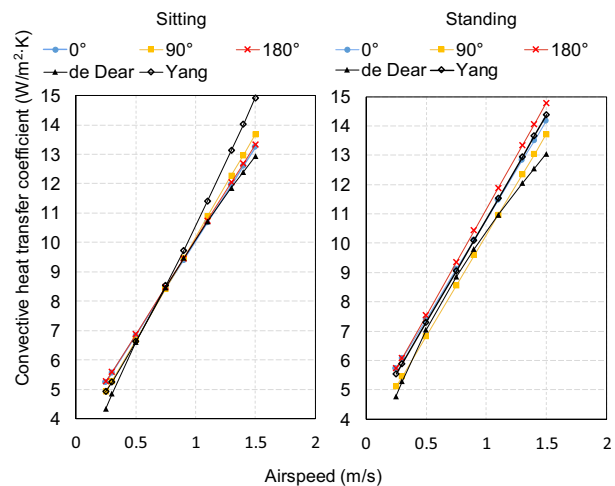 Sitting
0° 90° 180°
de Dear Yang
Standing
0° 90° 180°
de Dear Yang
Convective heat transfer coefficient (W/m²·K)
15
14
13
12
11
10
9
8
7
6
5
4
0 0.5 1 1.5 2
15
14
13
12
11
10
9
8
7
6
5
4
0 0.5 1 1.5 2
Airspeed (m/s)